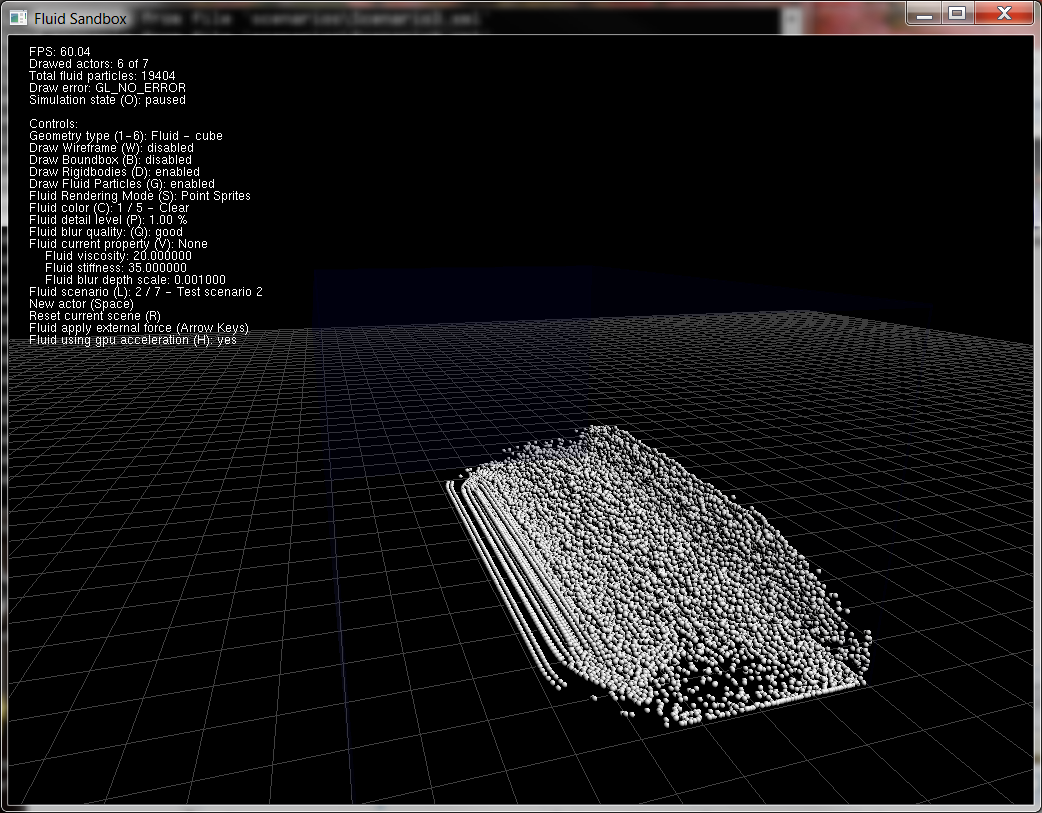 from file 'scenarios\Scenario3.xml'
Fluid Sandbox
FPS: 60.04
Drawed actors: 6 of 7
Total fluid particles: 19404
Draw error: GL_NO_ERROR
Simulation state (O): paused
Controls:
Geometry type (1-6): Fluid - cube
Draw Wireframe (W): disabled
Draw Boundbox (B): disabled
Draw Rigidbodies (D): enabled
Draw Fluid Particles (G): enabled
Fluid Rendering Mode (S): Point Sprites
Fluid color (C): 1 / 5 - Clear
Fluid detail level (P): 1.00 %
Fluid blur quality: (Q): good
Fluid current property (V): None
Fluid viscosity: 20.000000
Fluid stiffness: 35.000000
Fluid blur depth scale: 0.001000
Fluid scenario (L): 2 / 7 - Test scenario 2
New actor (Space)
Reset current scene (R)
Fluid apply external force (Arrow Keys)
Fluid using gpu acceleration (H): yes